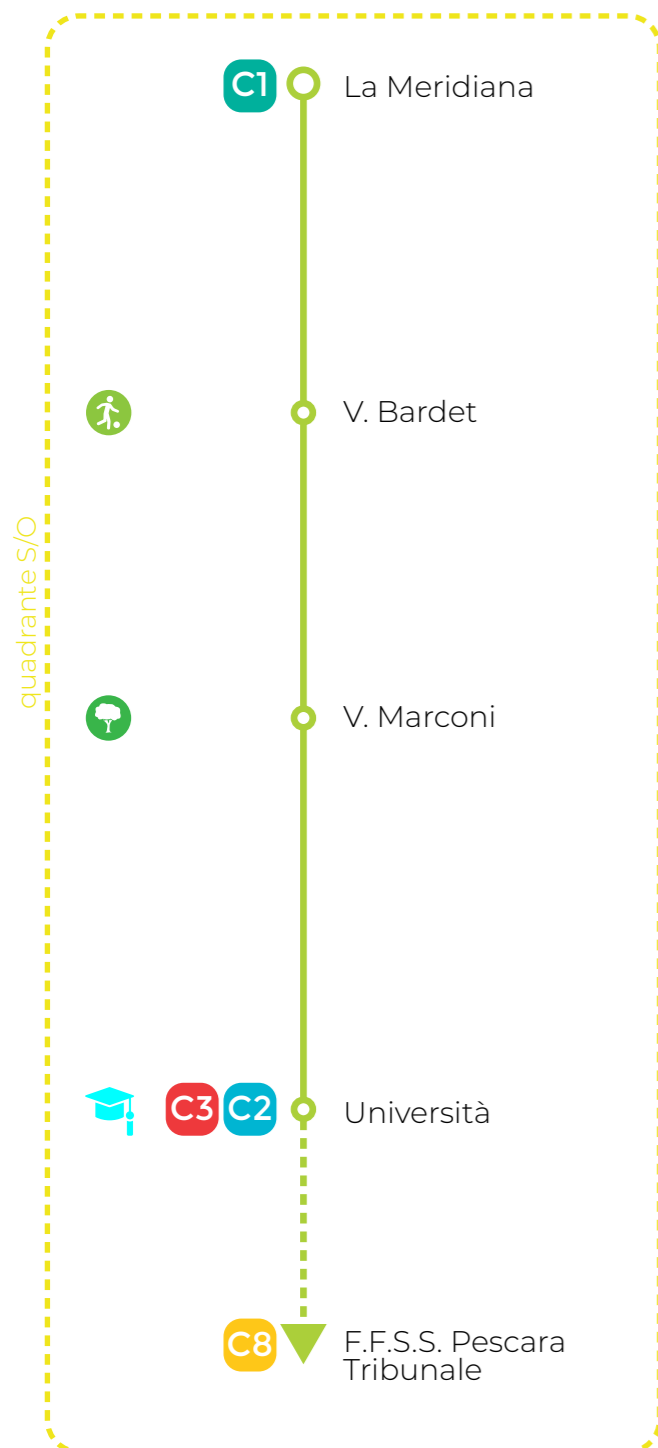 C1 La Meridiana
V. Bardet
quadrante S/O
V. Marconi
C3 C2 Università
C8 F.F.S.S. Pescara
Tribunale